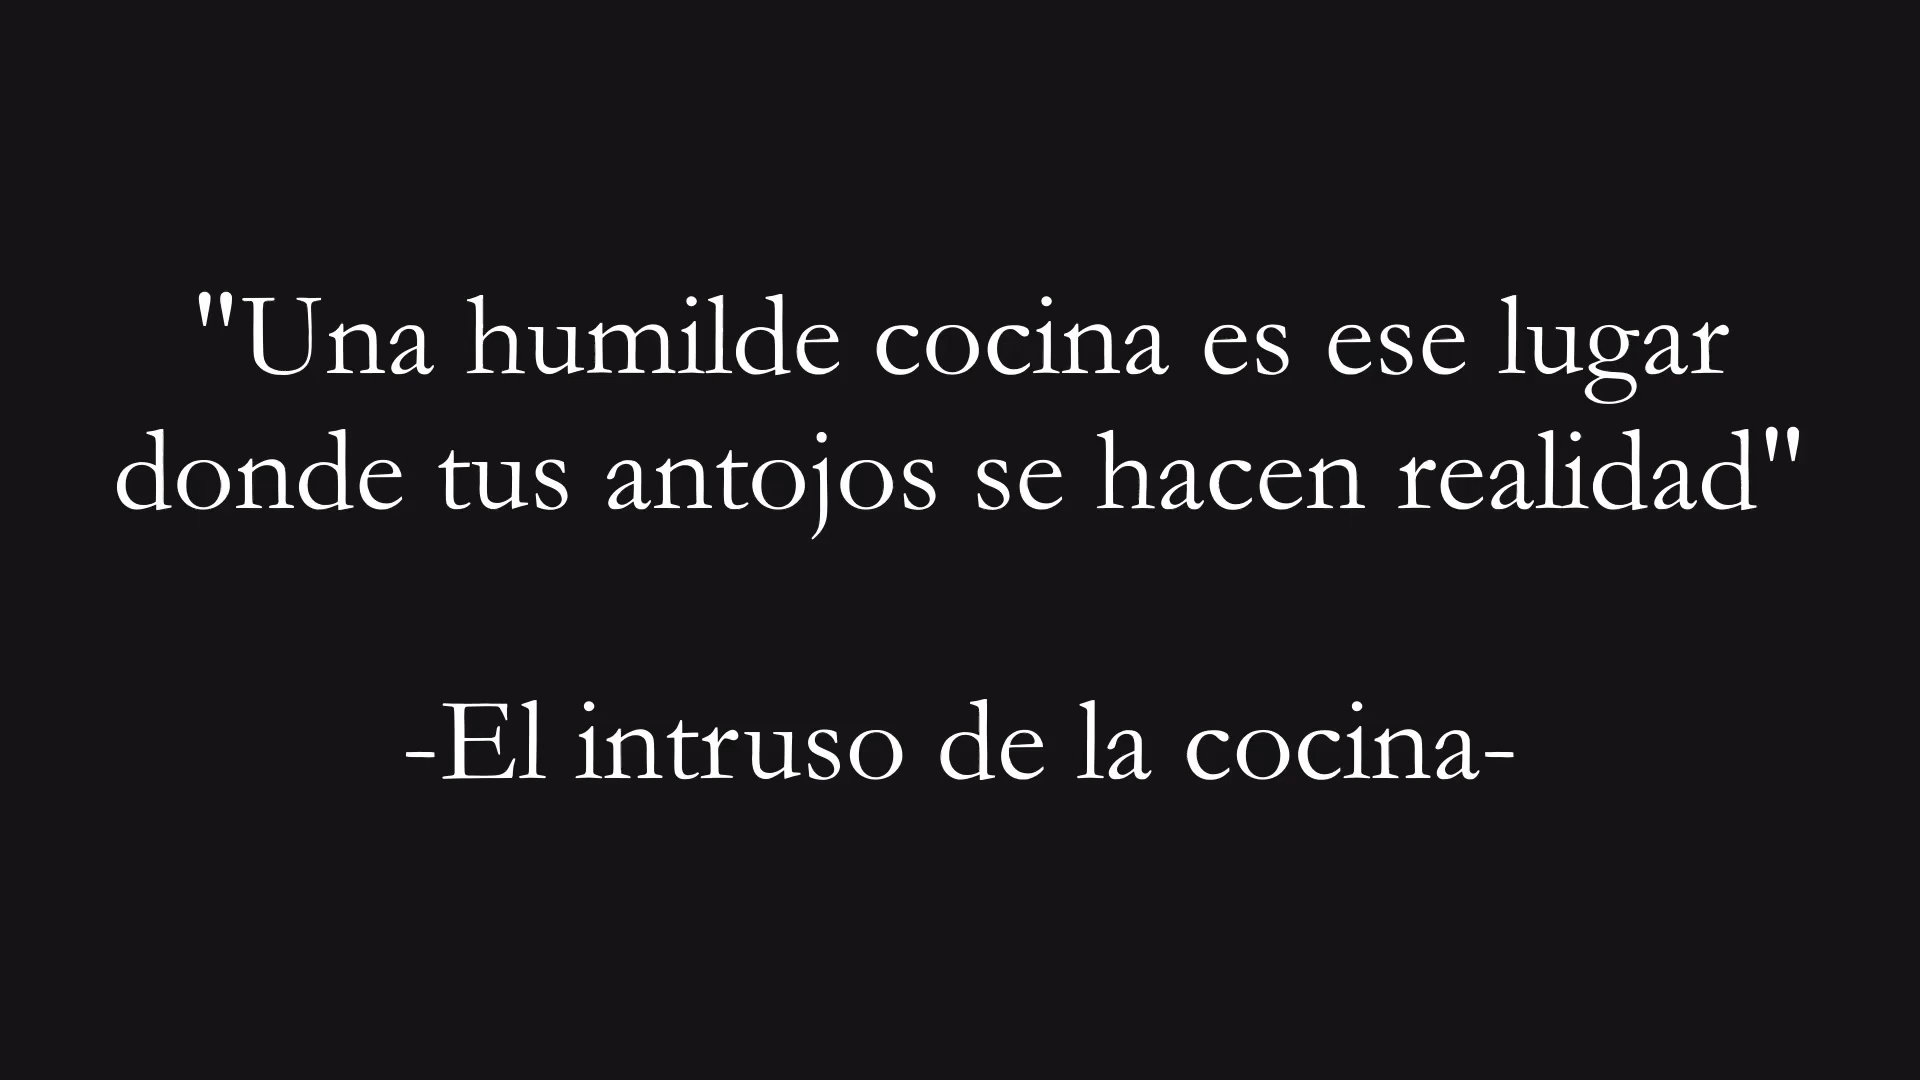 "Una humilde cocina es ese lugar
donde tus antojos se hacen realidad"
-El intruso de la cocina-